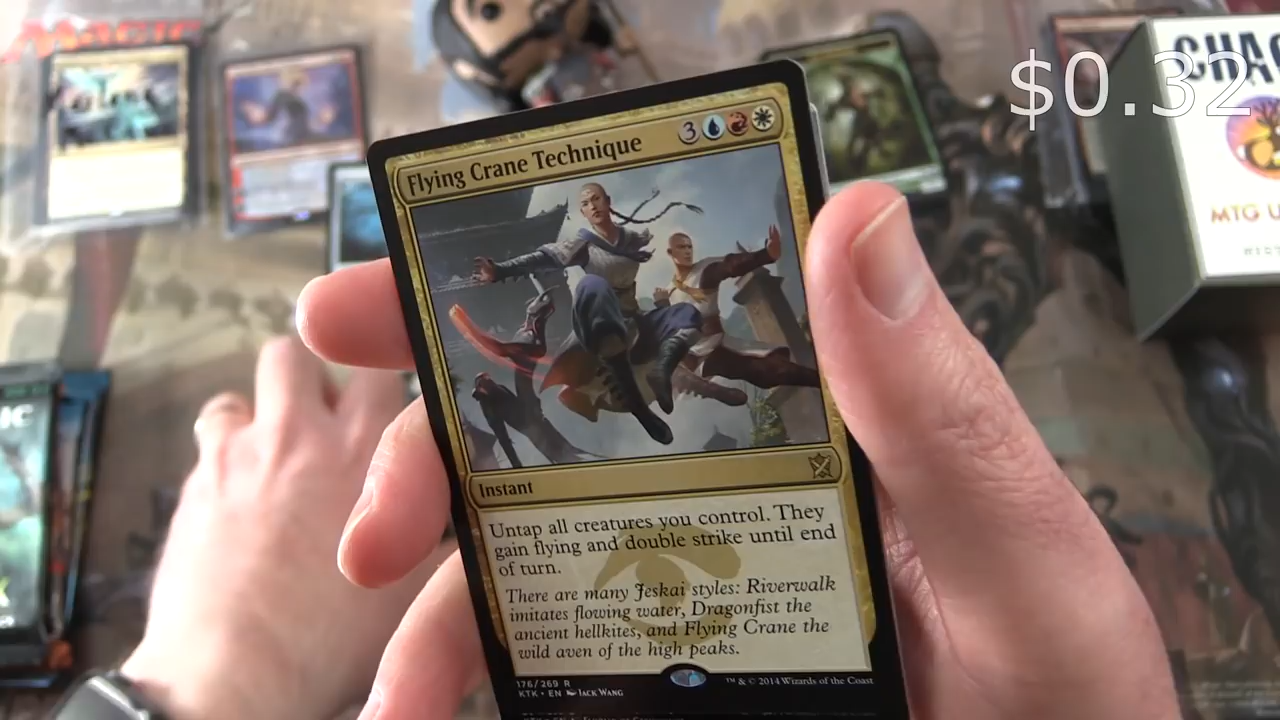 MAGIC
$0.32
CHAO
MTG U
Flying Crane Technique
3
Instant
Untap all creatures you control. They
gain flying and double strike until end
of turn.
There are many Jeskai styles: Riverwalk
imitates flowing water, Dragonfist the
ancient hellkites, and Flying Crane the
wild aven of the high peaks.
176/269 R
KTK • EN JACK WANG
™ & © 2014 Wizards of the Coast